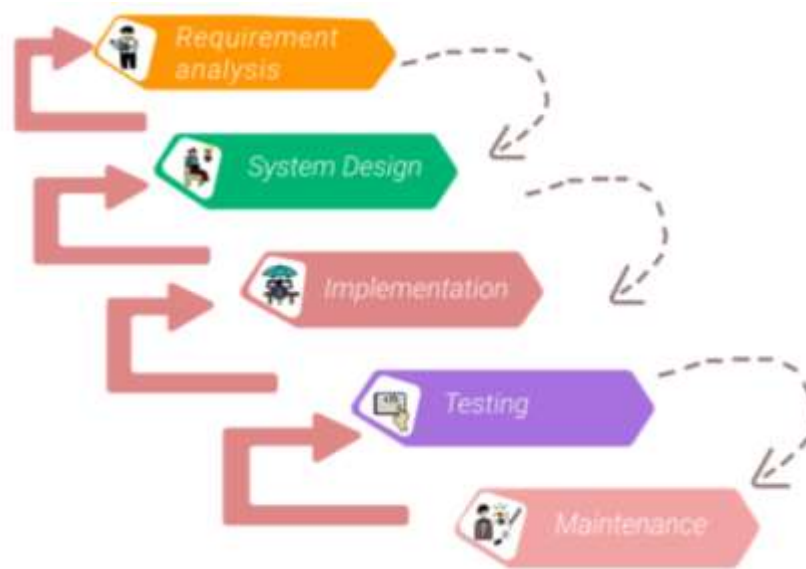 Requirement
analysis
System Design
Implementation
Testing
Maintenance